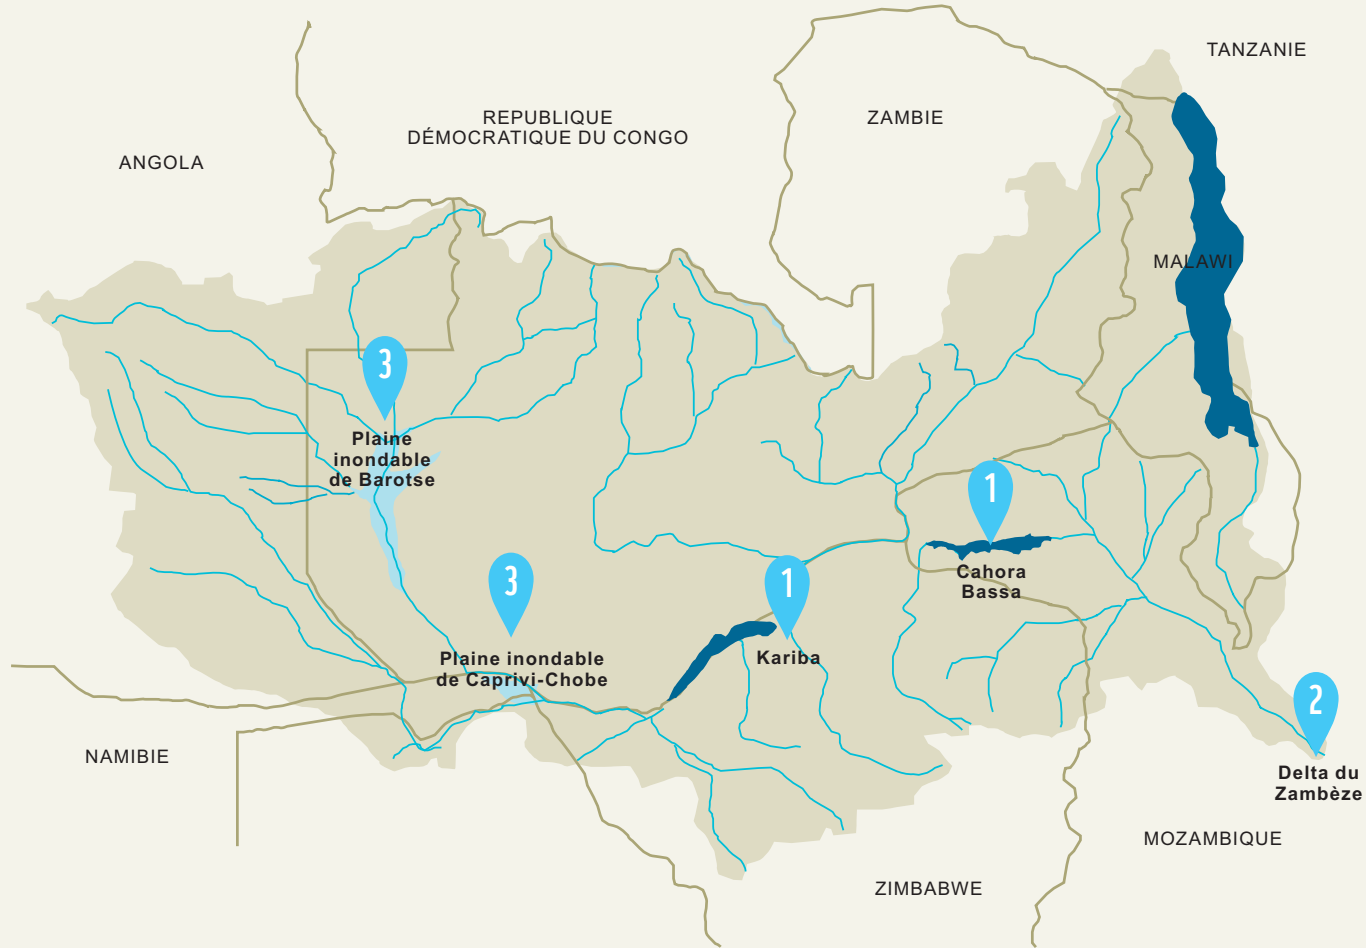 TANZANIE
REPUBLIQUE
DÉMOCRATIQUE DU CONGO
ZAMBIE
ANGOLA
MALAWI
3
Plaine
inondable
de Barotse
1
Cahora
Bassa
3
Plaine inondable
de Caprivi-Chobe
1
Kariba
2
Delta du
Zambèze
NAMIBIE
MOZAMBIQUE
ZIMBABWE